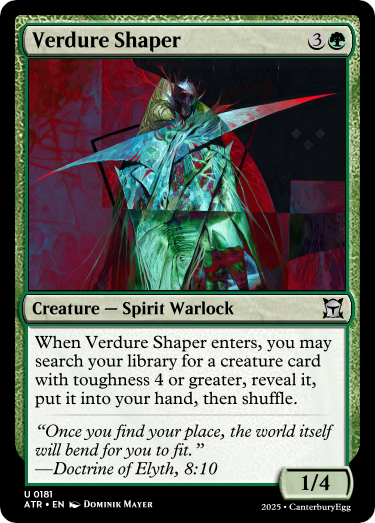 Verdure Shaper 3
Creature — Spirit Warlock
When Verdure Shaper enters, you may
search your library for a creature card
with toughness 4 or greater, reveal it,
put it into your hand, then shuffle.
“Once you find your place, the world itself
will bend for you to fit.”
—Doctrine of Elyth, 8:10
1/4
U 0181
ATR • EN Dominik Mayer
2025 • CanterburyEgg